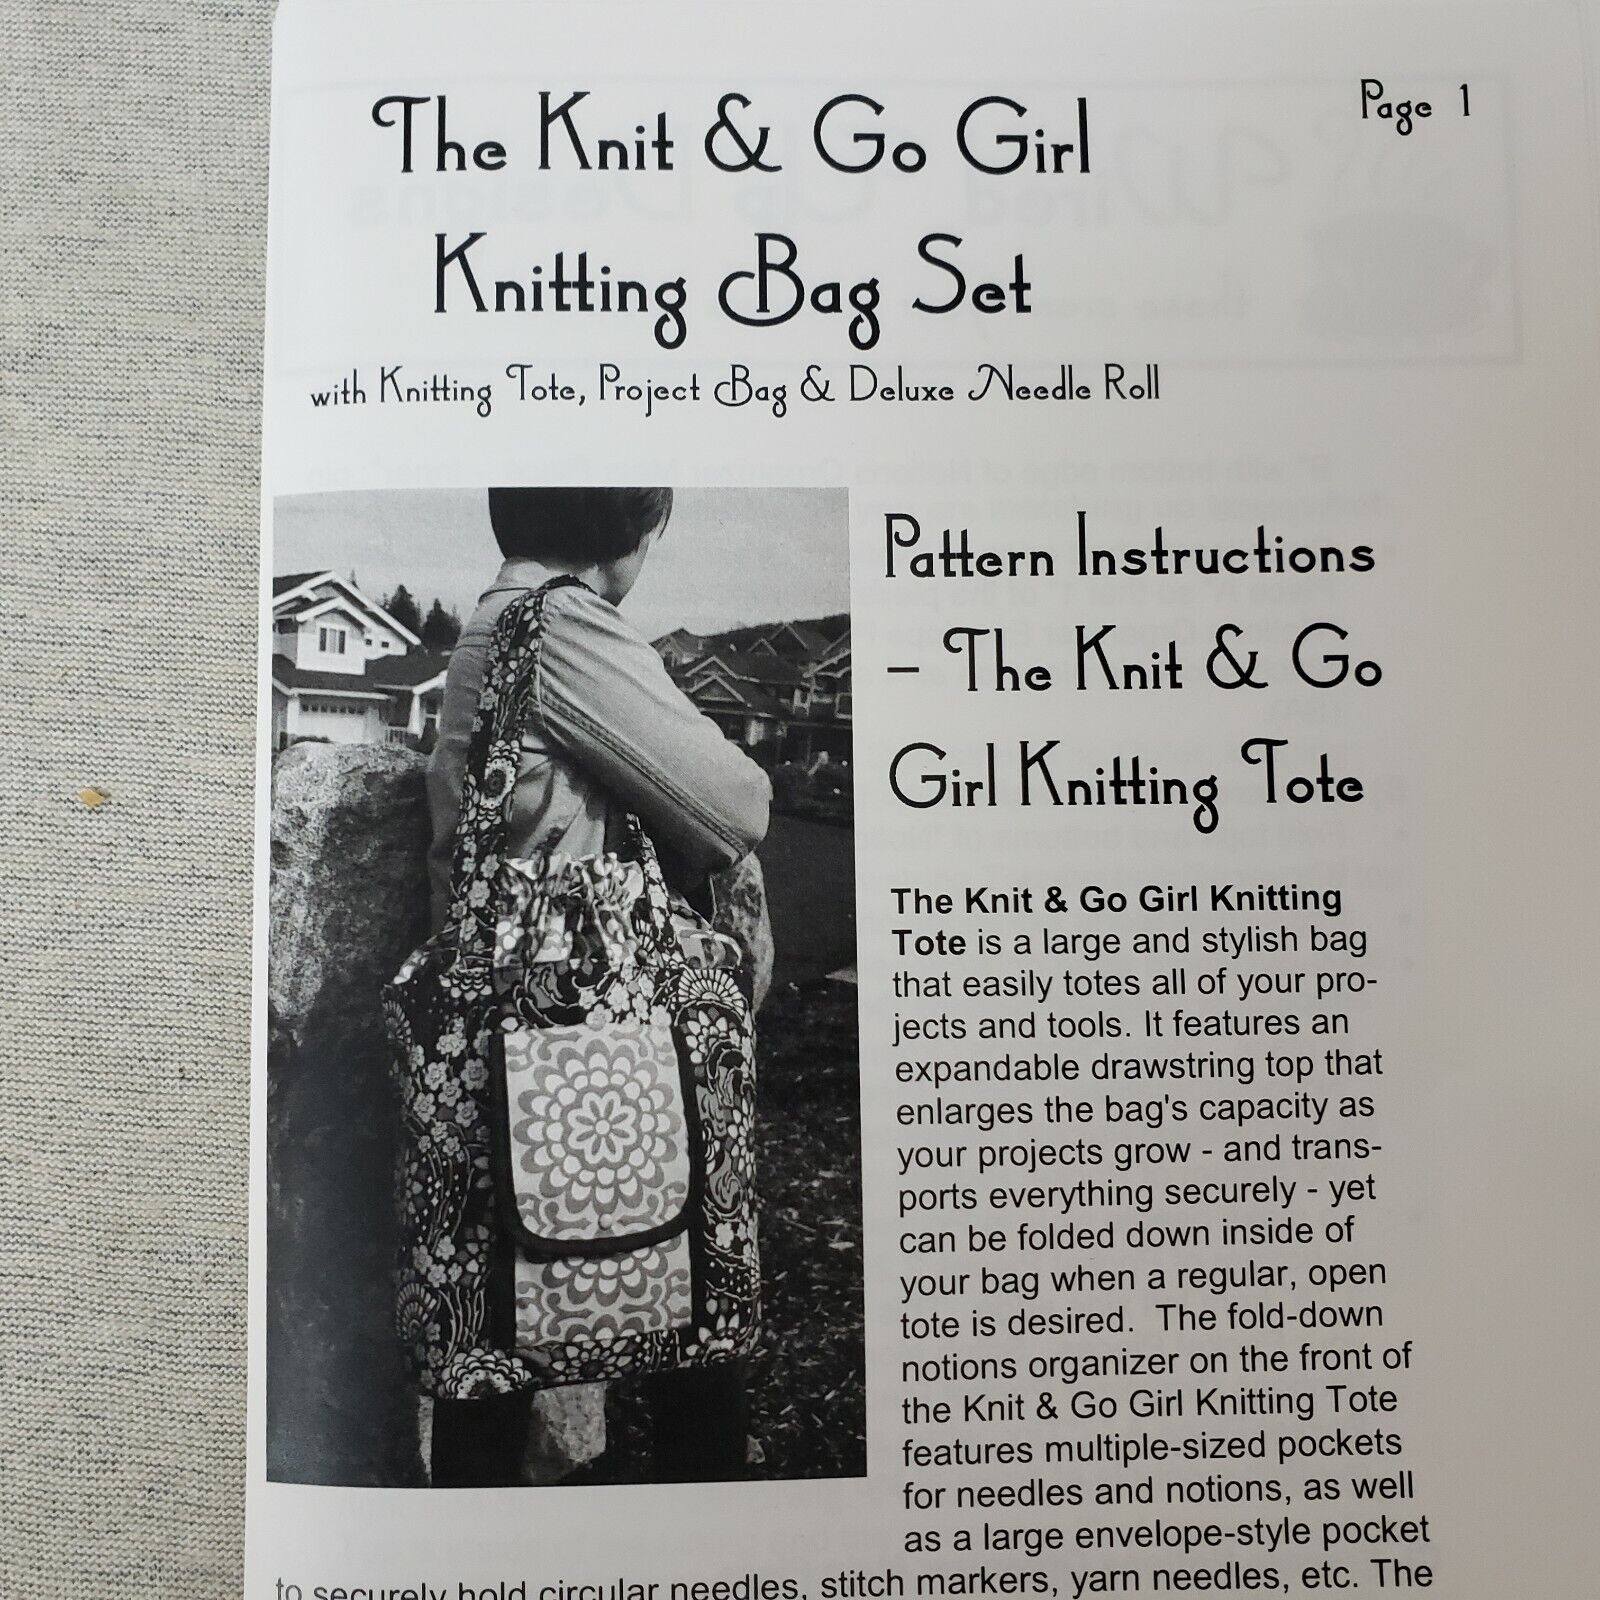 The Knit & Go Girl
Page 1
Knitting Bag Set
with Knitting Tote, Project Bag & Deluxe Needle Roll
Pattern Instructions
– The Knit & Go
Girl Knitting Tote
The Knit & Go Girl Knitting
Tote is a large and stylish bag
that easily totes all of your pro-
jects and tools. It features an
expandable drawstring top that
enlarges the bag's capacity as
your projects grow - and trans-
ports everything securely - yet
can be folded down inside of
your bag when a regular, open
tote is desired.  The fold-down
notions organizer on the front of
the Knit & Go Girl Knitting Tote
features multiple-sized pockets
for needles and notions, as well
as a large envelope-style pocket
to securely hold circular needles, stitch markers, yarn needles, etc. The